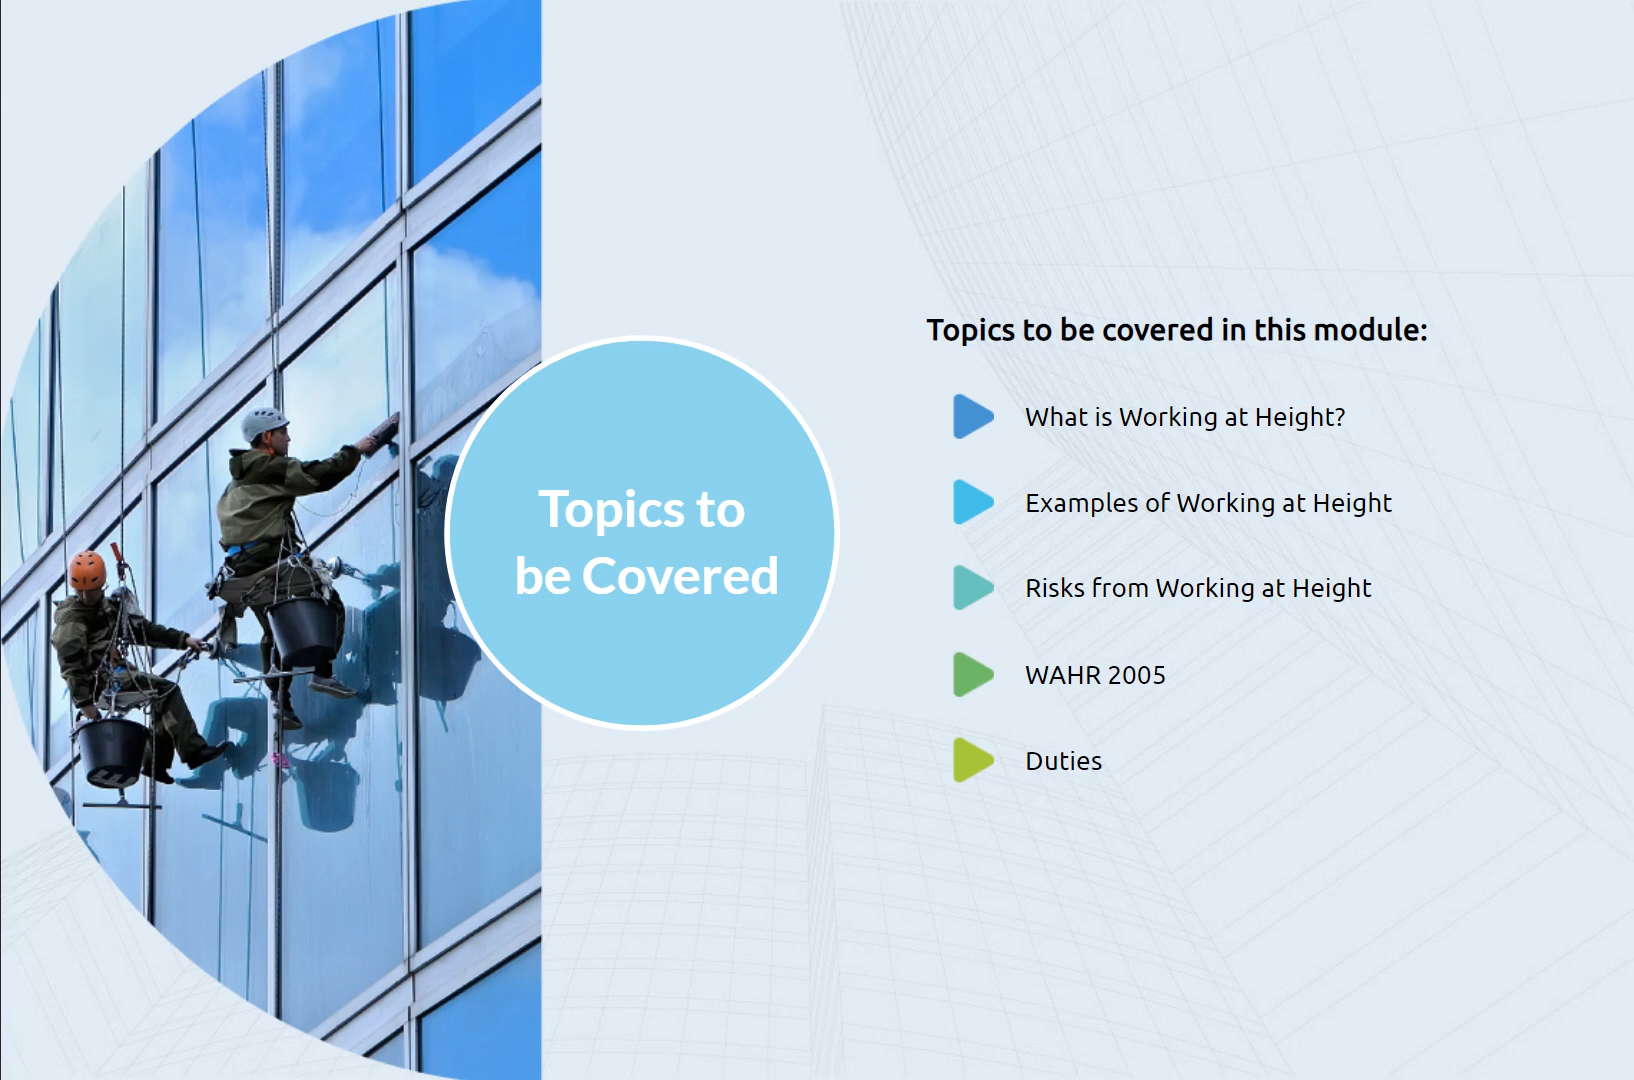 Topics to
be Covered
Topics to be covered in this module:
What is Working at Height?
Examples of Working at Height
Risks from Working at Height
WAHR 2005
Duties